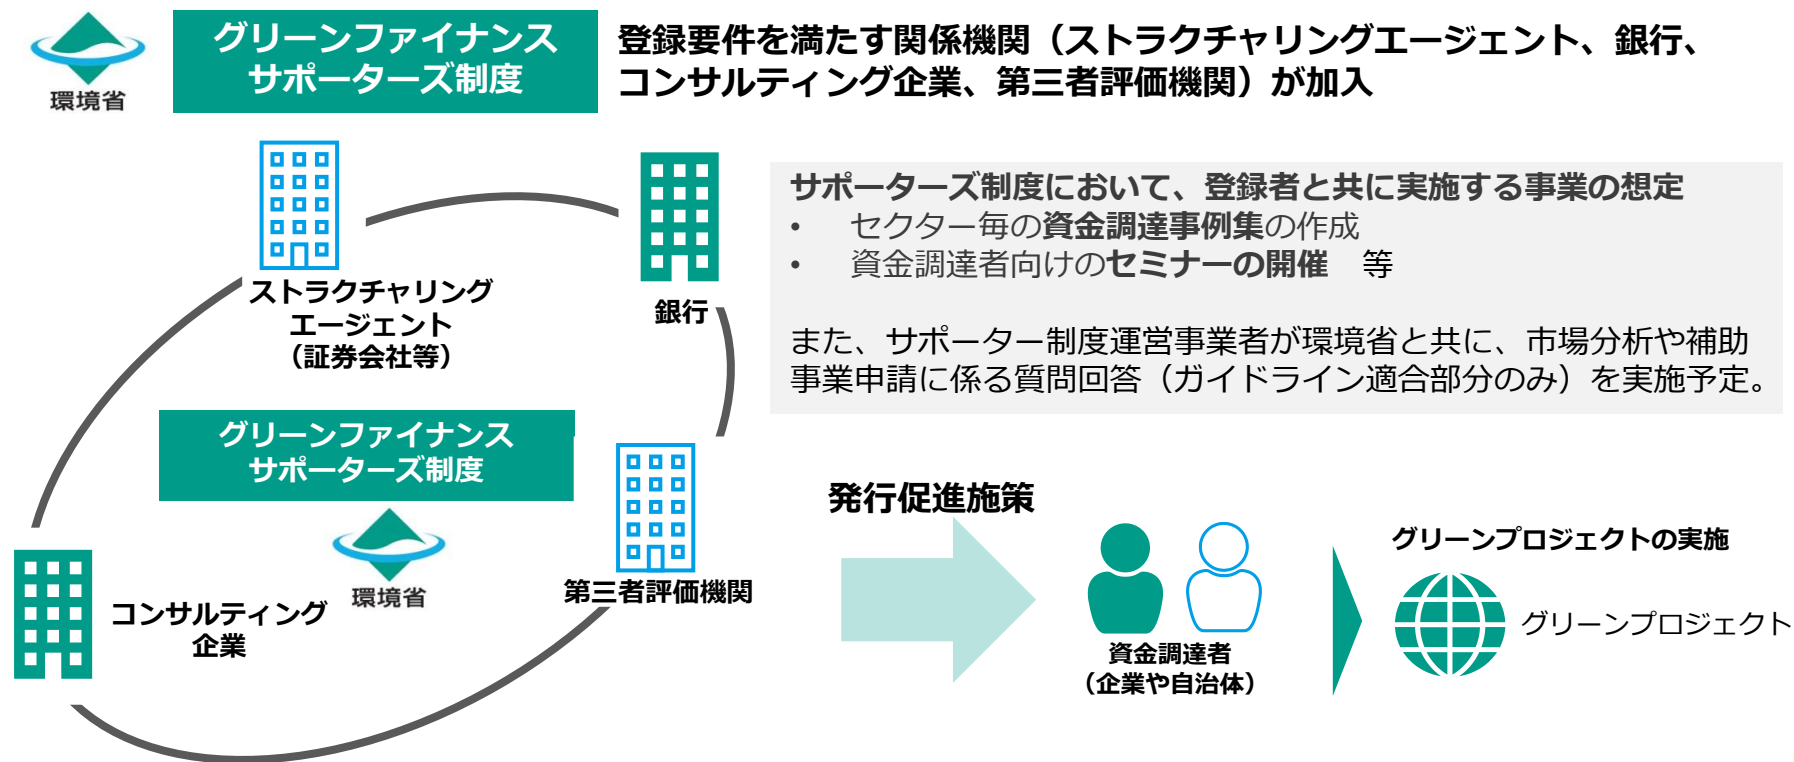 環境省
グリーンファイナンス
サポーターズ制度
登録要件を満たす関係機関（ストラクチャリングエージェント、銀行、
コンサルティング企業、第三者評価機関）が加入
ストラクチャリング
エージェント
（証券会社等）
銀行
サポーターズ制度において、登録者と共に実施する事業の想定
• セクター毎の資金調達事例集の作成
• 資金調達者向けのセミナーの開催　等
また、サポーター制度運営事業者が環境省と共に、市場分析や補助
事業申請に係る質問回答（ガイドライン適合部分のみ）を実施予定。
グリーンファイナンス
サポーターズ制度
環境省
コンサルティング
企業
第三者評価機関
発行促進施策
資金調達者
（企業や自治体）
グリーンプロジェクトの実施
グリーンプロジェクト